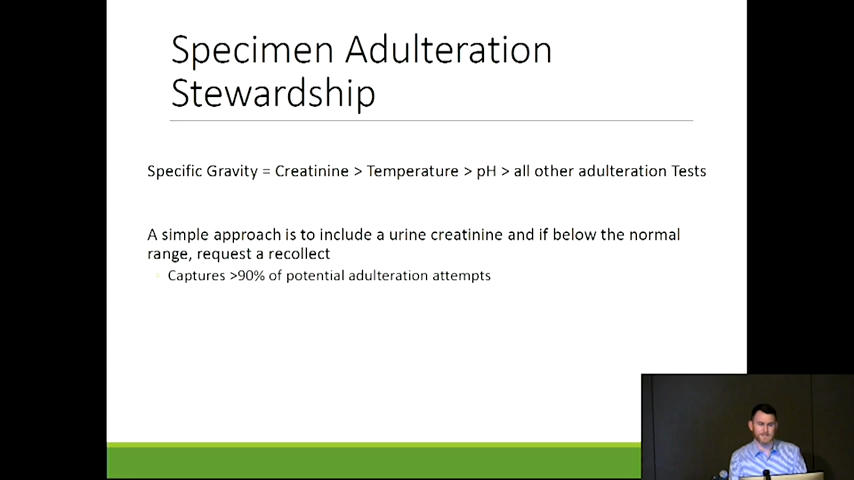 Specimen Adulteration
Stewardship
Specific Gravity = Creatinine > Temperature > pH > all other adulteration Tests
A simple approach is to include a urine creatinine and if below the normal
range, request a recollect
Captures >90% of potential adulteration attempts